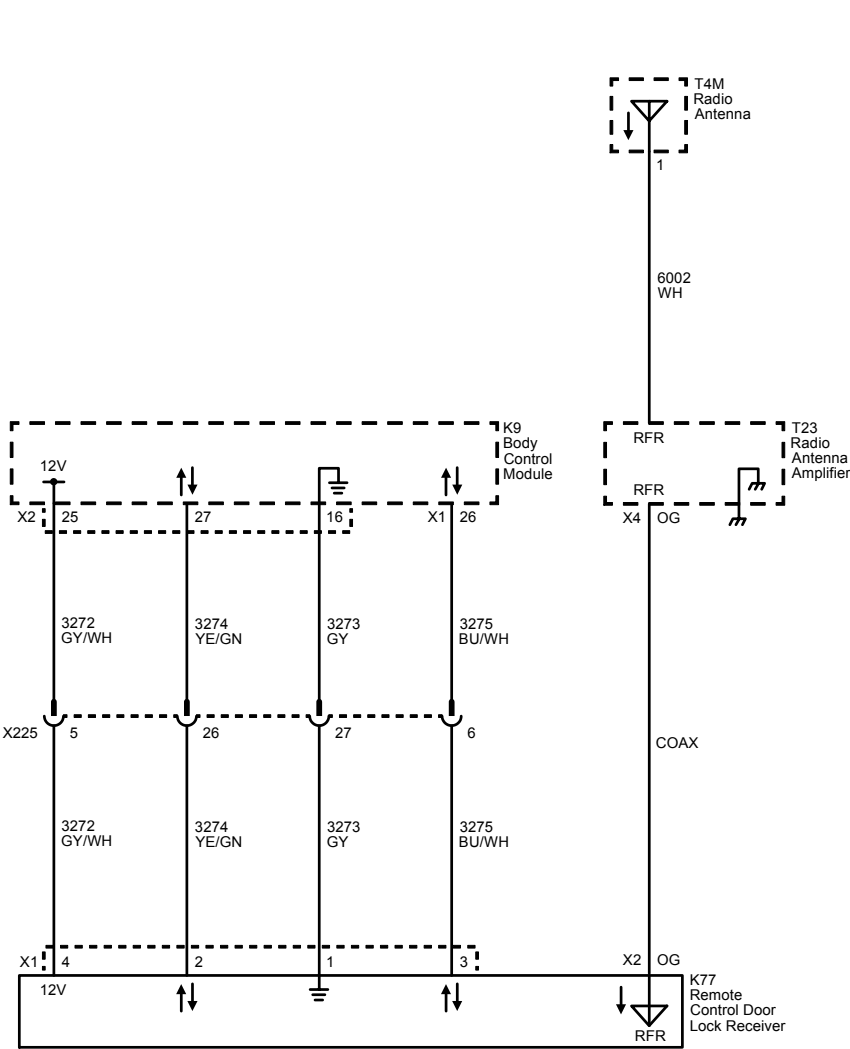 T4M
Radio
Antenna
1
6002
WH
K9
Body
Control
Module
12V
T23
Radio
Antenna
Amplifier
RFR
RFR
X2 25 27 16 X1 26
X4 OG
3272
GY/WH
3274
YE/GN
3273
GY
3275
BU/WH
X225 5 26 27 6
COAX
3272
GY/WH
3274
YE/GN
3273
GY
3275
BU/WH
X1 4 2 1 3
X2 OG
12V
K77
Remote
Control Door
Lock Receiver
RFR